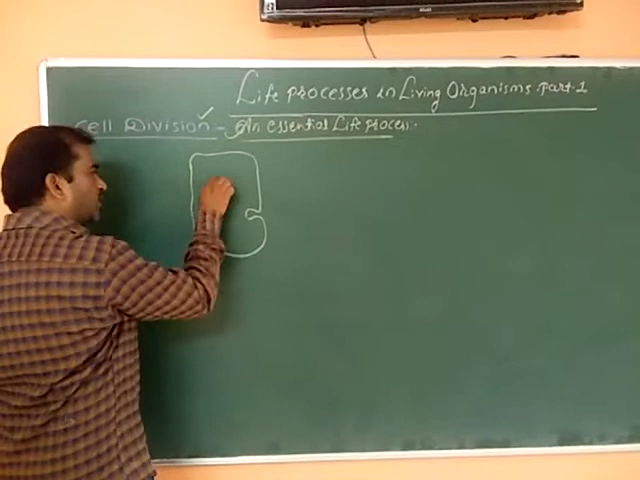 Life processes in Living Organisms Part-1
Cell Division - An essential Life process.